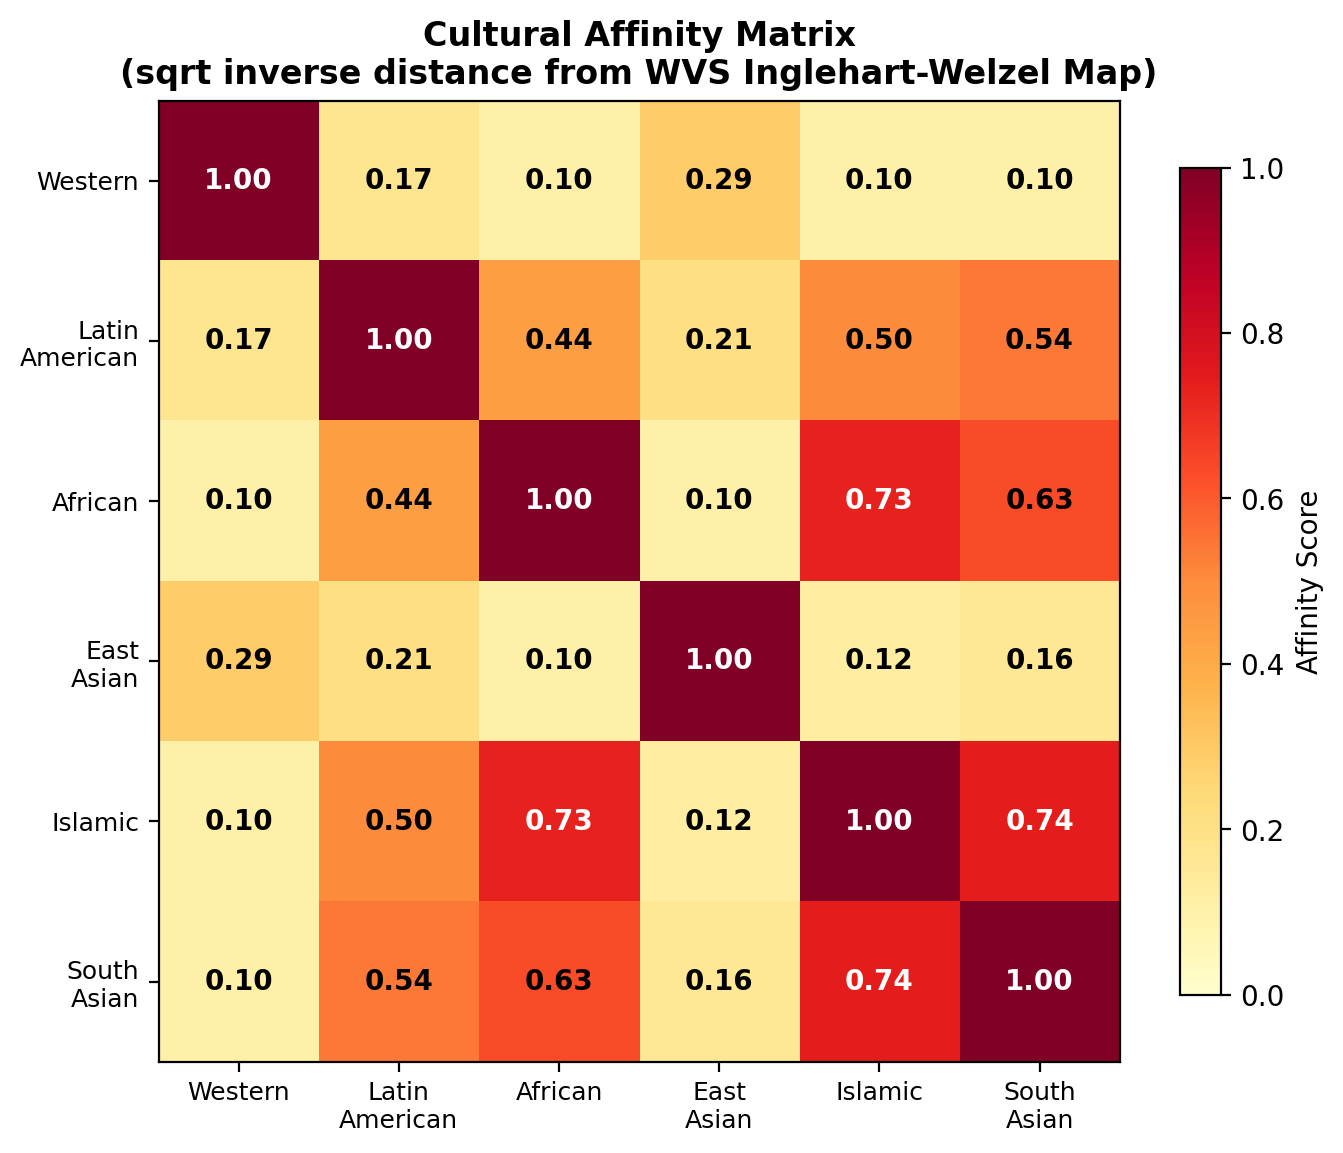 Cultural Affinity Matrix
(sqrt inverse distance from WVS Inglehart-Welzel Map)
Western 1.00 0.17 0.10 0.29 0.10 0.10
Latin
American 0.17 1.00 0.44 0.21 0.50 0.54
African 0.10 0.44 1.00 0.10 0.73 0.63
East
Asian 0.29 0.21 0.10 1.00 0.12 0.16
Islamic 0.10 0.50 0.73 0.12 1.00 0.74
South
Asian 0.10 0.54 0.63 0.16 0.74 1.00
Western Latin African East Islamic South
American Asian Asian
1.0
0.8
0.6
0.4
0.2
0.0
Affinity Score